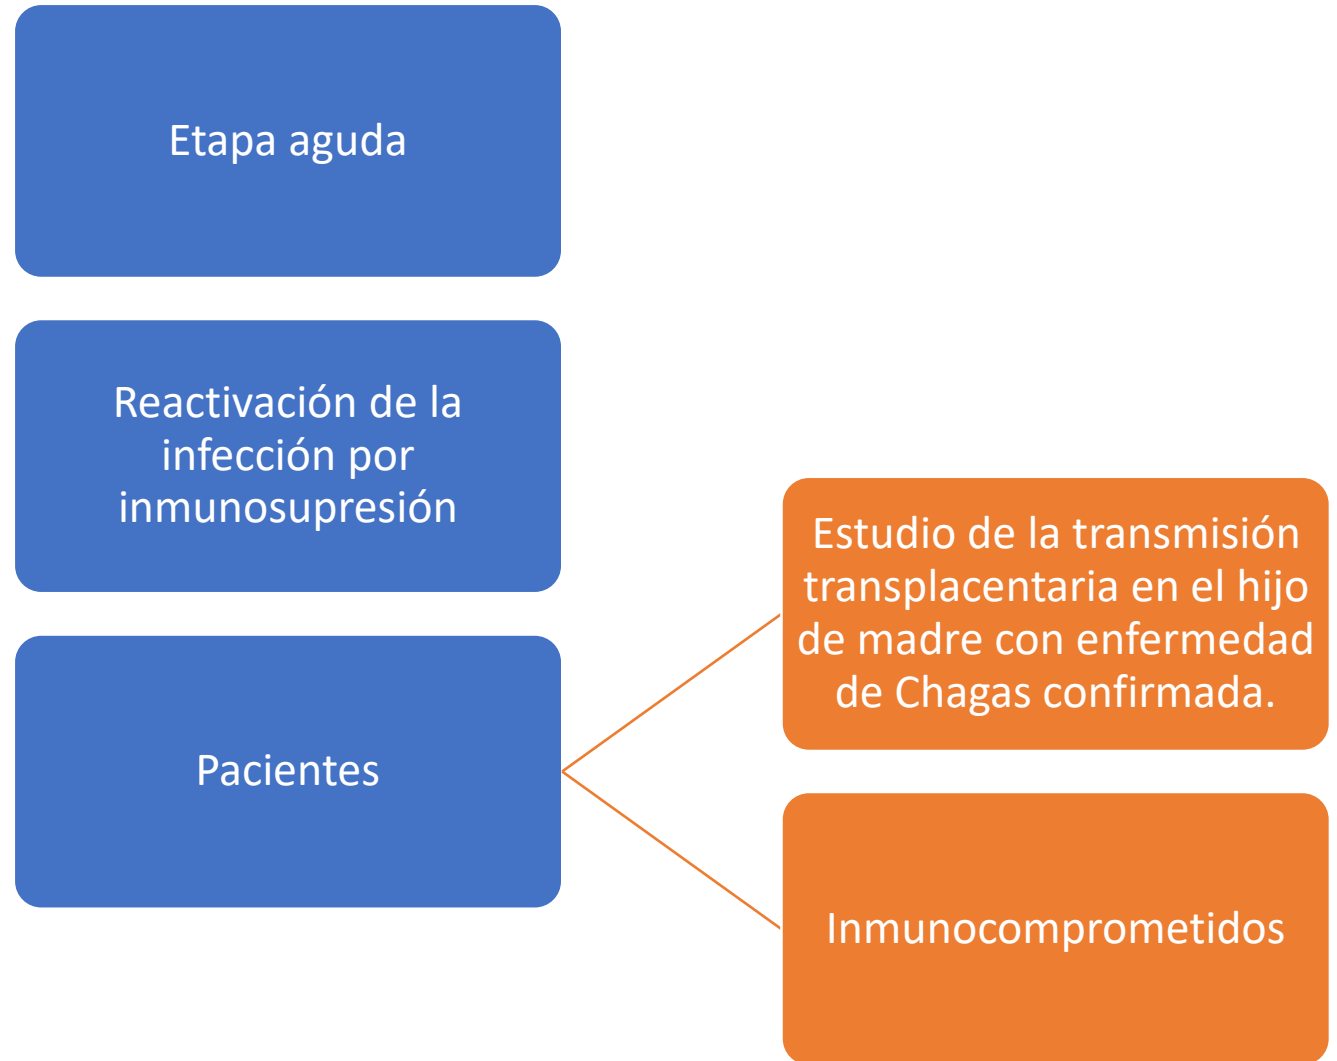 Etapa aguda
Reactivación de la
infección por
inmunosupresión
Pacientes
Estudio de la transmisión
transplacentaria en el hijo
de madre con enfermedad
de Chagas confirmada.
Inmunocomprometidos